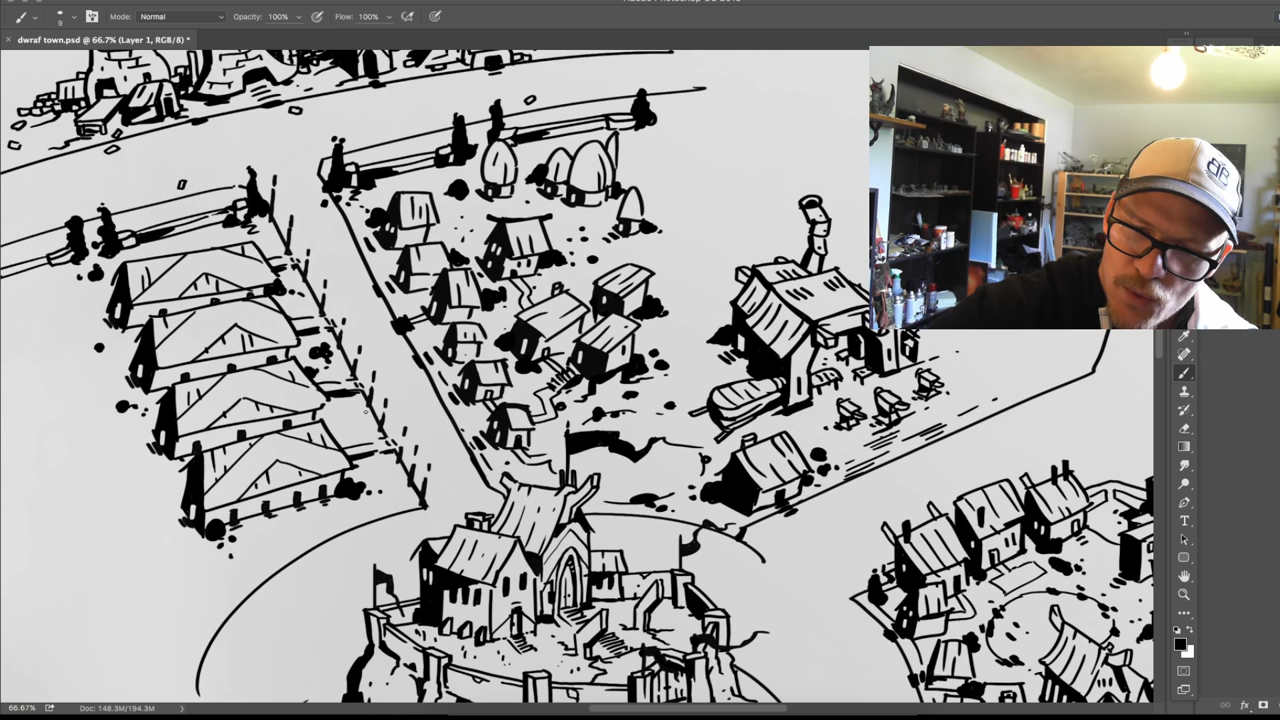 9
Mode: Normal Opacity: 100% Flow: 100%
× dwraf town.psd @ 66.7% (Layer 1, RGB/8) *
66.67% Doc: 148.3M/194.3M